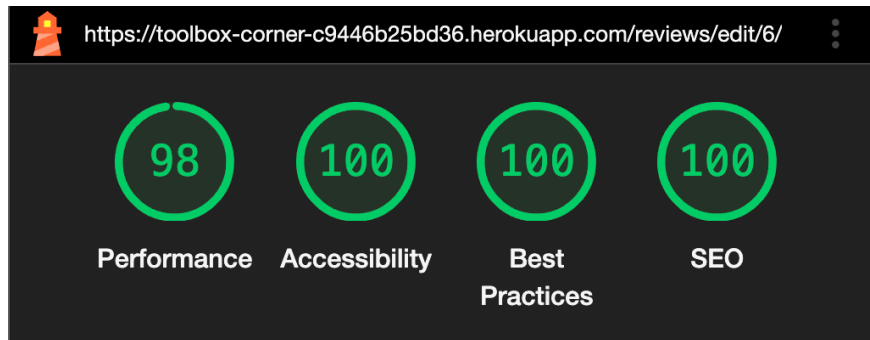 https://toolbox-corner-c9446b25bd36.herokuapp.com/reviews/edit/6/
98
100
100
100
Performance
Accessibility
Best
Practices
SEO